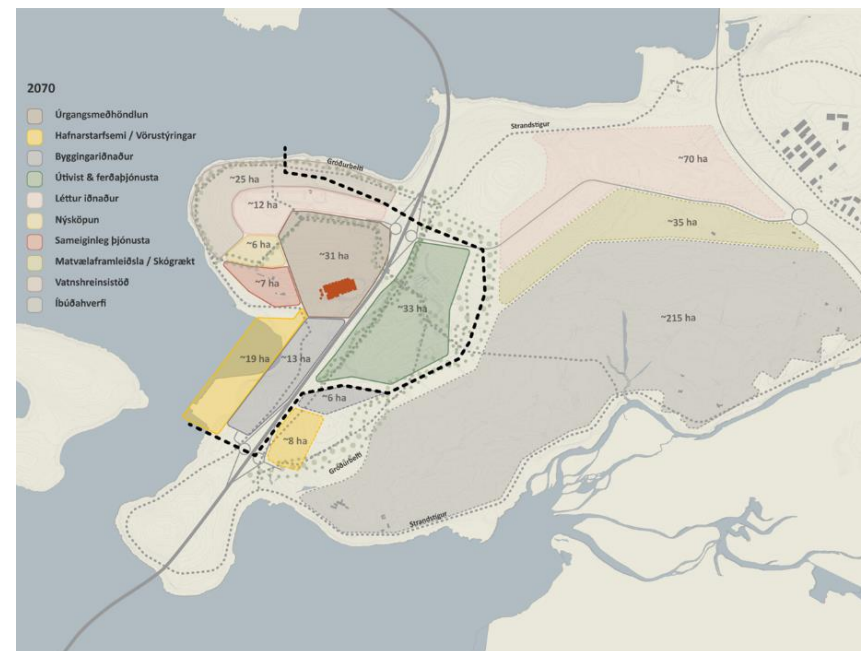 2070
Úrgangsmeðhöndlun
Hafnarstarfsemi / Vörustýringar
Byggingariðnaður
Útivist & ferðaþjónusta
Léttur iðnaður
Nýsköpun
Sameiginleg þjónusta
Matvælaframleiðsla / Skógrækt
Vatnshreinsistöð
Íbúðahverfi
Strandstígur
Gróðurbelti
~25 ha
~12 ha
~70 ha
~35 ha
~6 ha
~31 ha
~7 ha
~33 ha
~215 ha
~19 ha
~13 ha
~6 ha
~8 ha
Gróðurbelti
Strandstígur